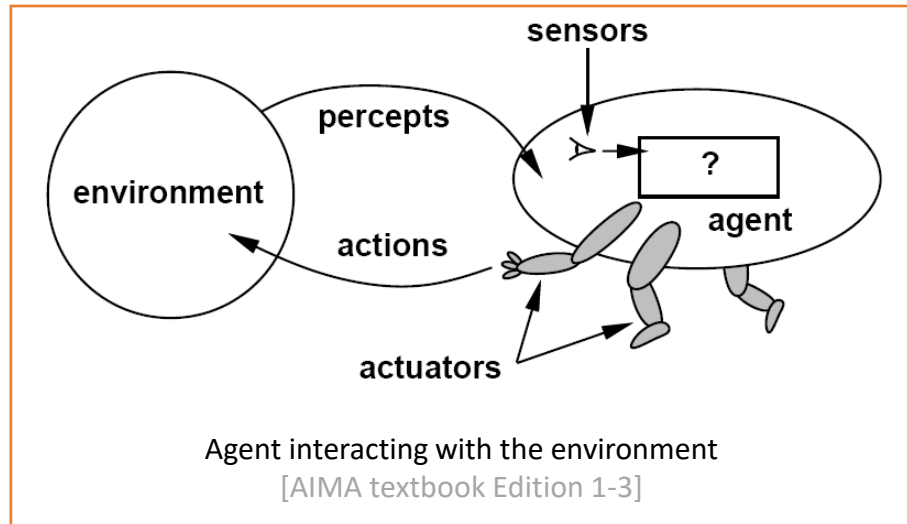 sensors
percepts
environment
?
agent
actions
actuators
Agent interacting with the environment
[AIMA textbook Edition 1-3]